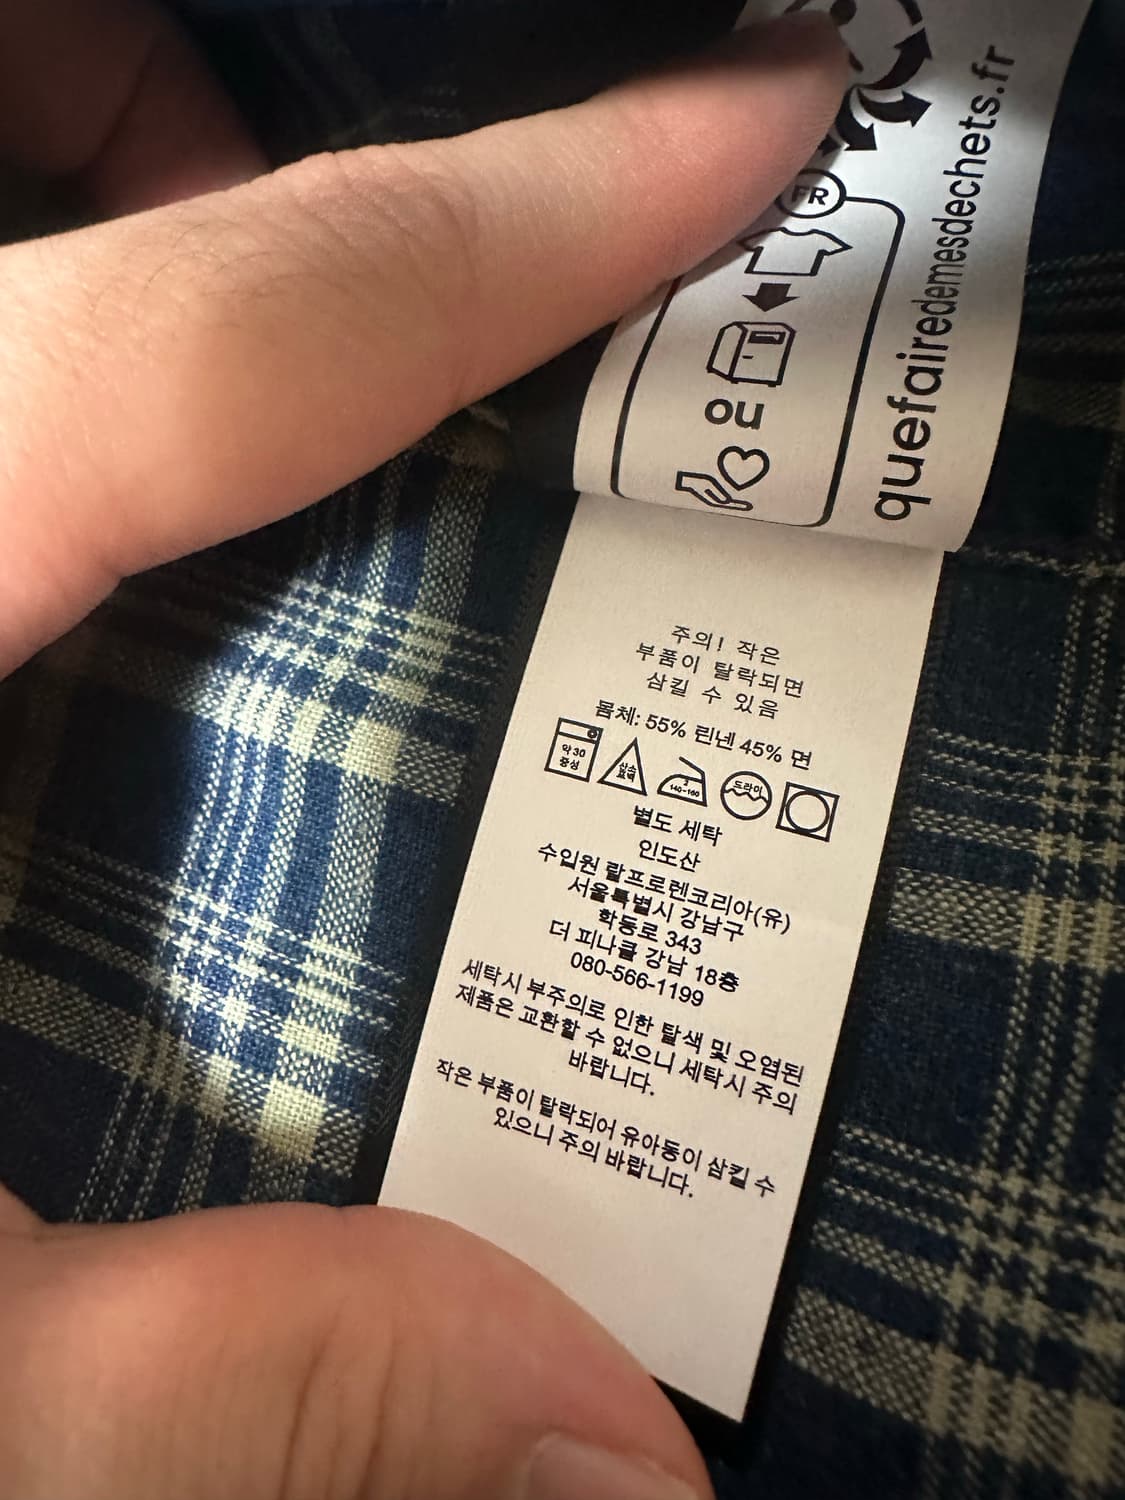 FR
ou
quefairedemesdechets.fr
주의! 작은
부품이 탈락되면
삼킬 수 있음
몸체: 55% 린넨 45% 면
약 30
중성
산소
표백
2
140-160
드라이
별도 세탁
인도산
수입원 랄프로렌코리아(유)
서울특별시 강남구
학동로 343
더 피나클 강남 18층
080-566-1199
세탁시 부주의로 인한 탈색 및 오염된
제품은 교환할 수 없으니 세탁시 주의
바랍니다.
작은 부품이 탈락되어 유아동이 삼킬 수
있으니 주의 바랍니다.